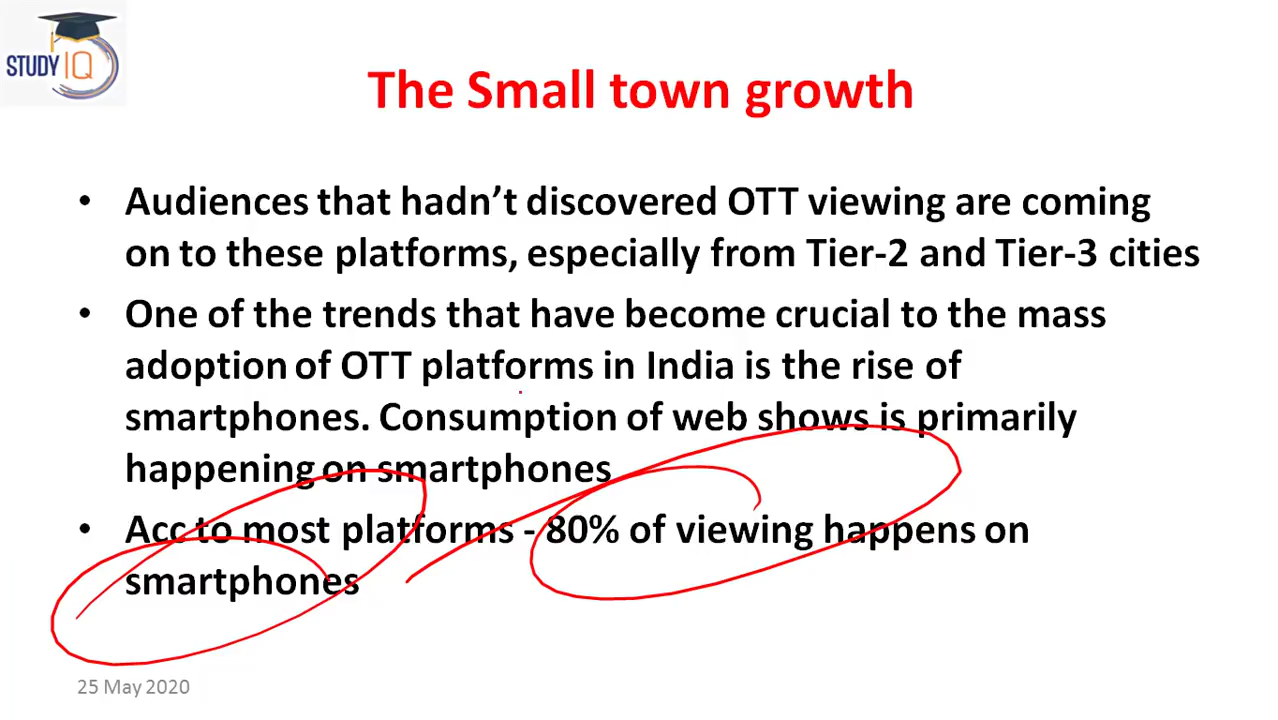 STUDY IQ
The Small town growth
• Audiences that hadn't discovered OTT viewing are coming
on to these platforms, especially from Tier-2 and Tier-3 cities
• One of the trends that have become crucial to the mass
adoption of OTT platforms in India is the rise of
smartphones. Consumption of web shows is primarily
happening on smartphones
• Acc to most platforms - 80% of viewing happens on
smartphones
25 May 2020